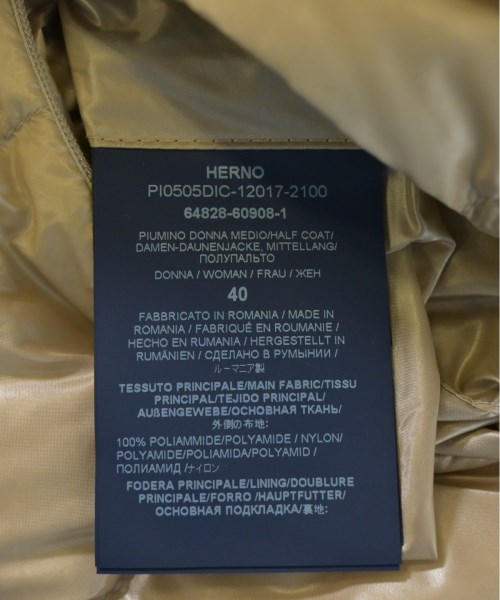 HERNO
PI0505DIC-12017-2100
64828-60908-1
PIUMINO DONNA MEDIO/HALF COAT/
DAMEN-DAUNENJACKE, MITTELLANG/
ПОЛУПАЛЬТО
DONNA / WOMAN / FRAU / ЖЕН
40
FABBRICATO IN ROMANIA / MADE IN
ROMANIA / FABRIQUÉ EN ROUMANIE /
HECHO EN RUMANIA / HERGESTELLT IN
RUMÄNIEN / СДЕЛАНО В РУМЫНИИ /
ルーマニア製
TESSUTO PRINCIPALE/MAIN FABRIC/TISSU
PRINCIPAL/TEJIDO PRINCIPAL/
AUßENGEWEBE/ОСНОВНАЯ ТКАНЬ/
外側の布地:
100% POLIAMMIDE/POLYAMIDE / NYLON/
POLYAMIDE/POLIAMIDA/POLYAMID /
ПОЛИАМИД /ナイロン
FODERA PRINCIPALE/LINING/DOUBLURE
PRINCIPALE/FORRO /HAUPTFUTTER/
ОСНОВНАЯ ПОДКЛАДКА/裏地: